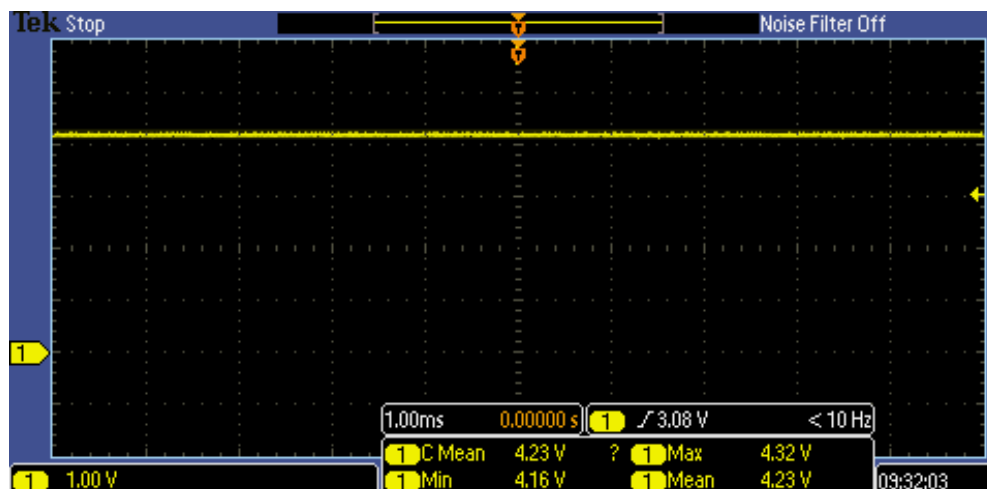 Tek Stop
Noise Filter Off
T
T
1
1.00ms 0.00000 s
1 3.08 V < 10 Hz
1 C Mean 4.23 V ? 1 Max 4.32 V
1 Min 4.16 V 1 Mean 4.23 V
1 1.00 V
09:32:03